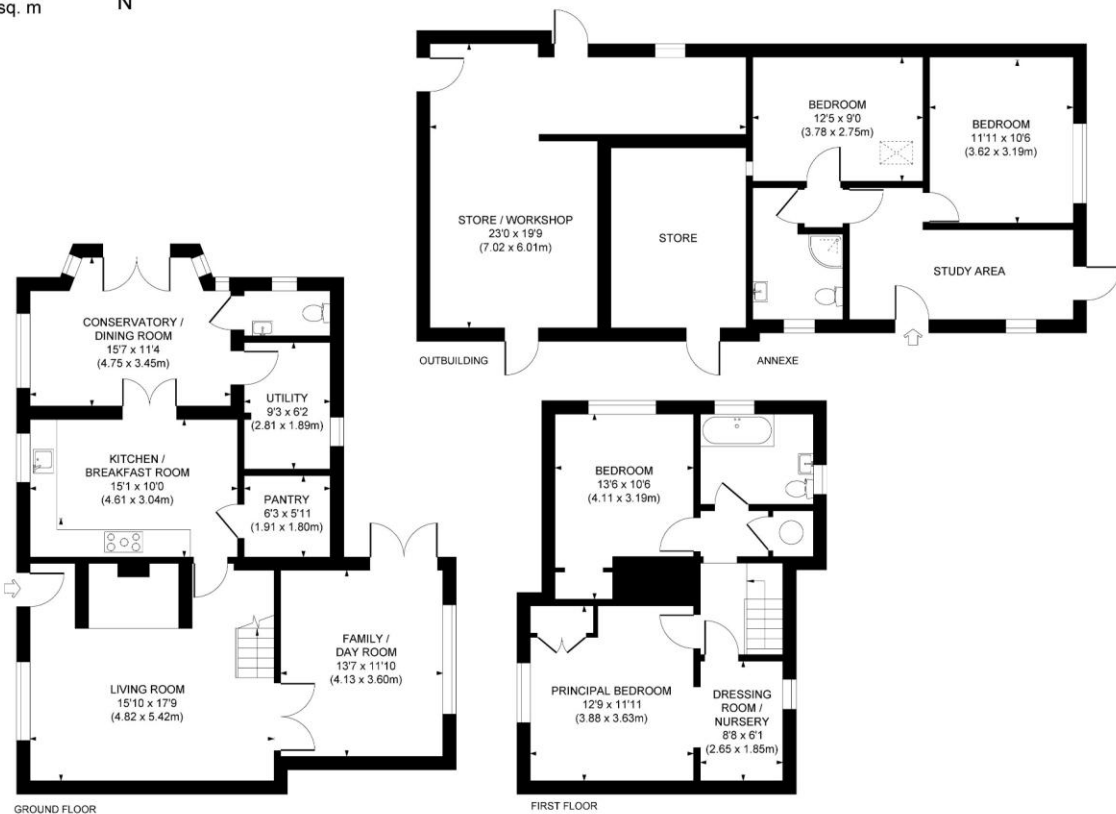 sq. m
N
BEDROOM
12'5 x 9'0
(3.78 x 2.75m)
BEDROOM
11'11 x 10'6
(3.62 x 3.19m)
STORE / WORKSHOP
23'0 x 19'9
(7.02 x 6.01m)
STORE
STUDY AREA
OUTBUILDING
ANNEXE
CONSERVATORY /
DINING ROOM
15'7 x 11'4
(4.75 x 3.45m)
UTILITY
9'3 x 6'2
(2.81 x 1.89m)
KITCHEN /
BREAKFAST ROOM
15'1 x 10'0
(4.61 x 3.04m)
PANTRY
6'3 x 5'11
(1.91 x 1.80m)
FAMILY /
DAY ROOM
13'7 x 11'10
(4.13 x 3.60m)
LIVING ROOM
15'10 x 17'9
(4.82 x 5.42m)
GROUND FLOOR
BEDROOM
13'6 x 10'6
(4.11 x 3.19m)
PRINCIPAL BEDROOM
12'9 x 11'11
(3.88 x 3.63m)
DRESSING
ROOM /
NURSERY
8'8 x 6'1
(2.65 x 1.85m)
FIRST FLOOR